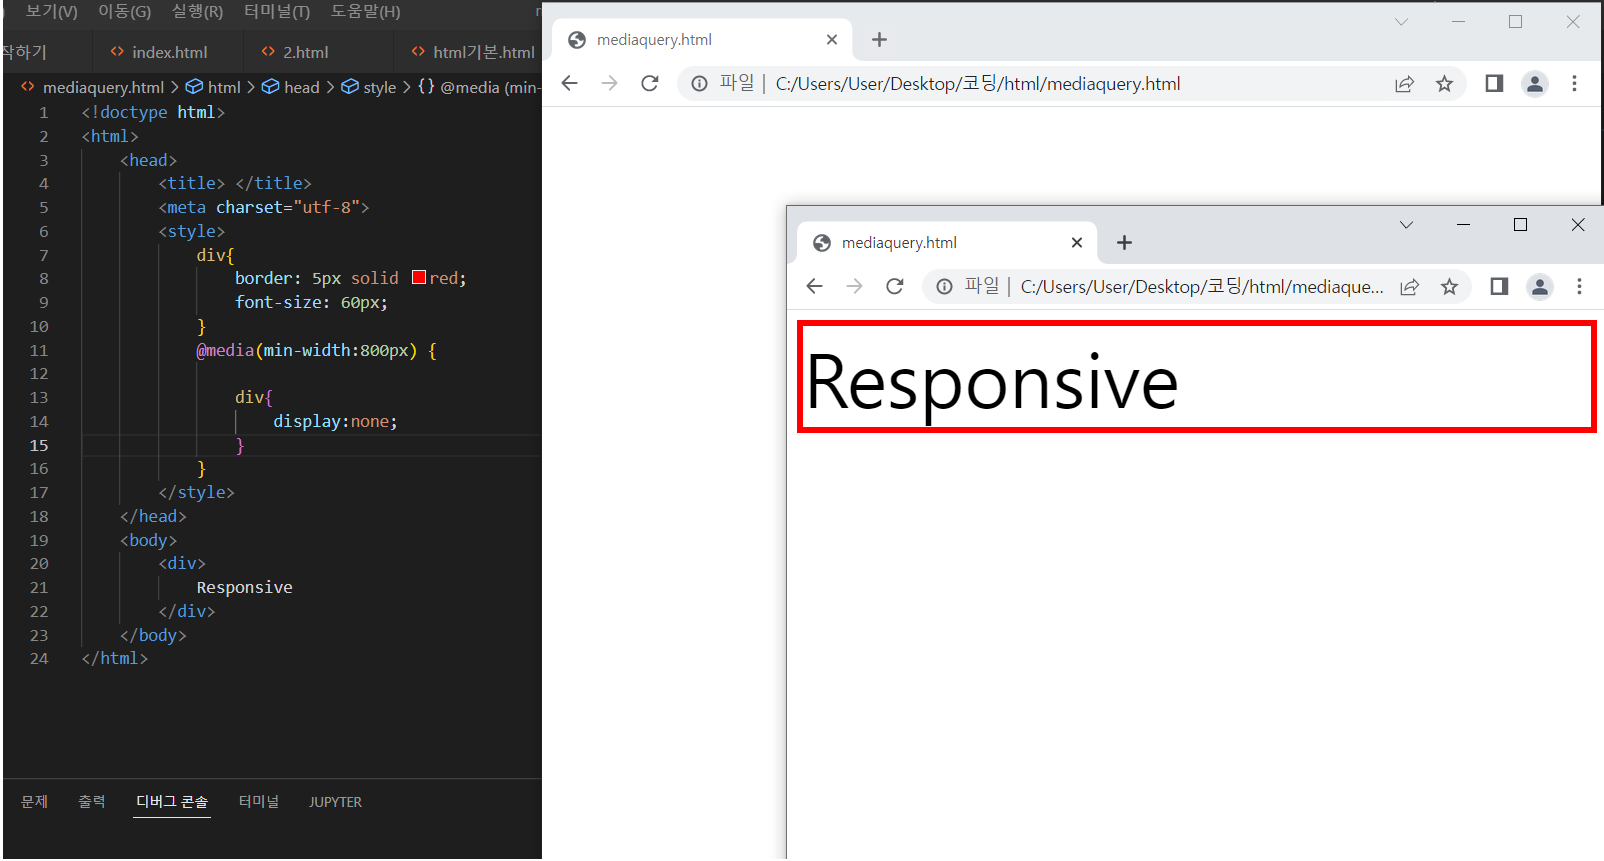 보기(V) 이동(G) 실행(R) 터미널(T) 도움말(H)
작하기 index.html 2.html html기본.html
mediaquery.html > html > head > style > {} @media (min-
1 <!doctype html>
2 <html>
3 <head>
4 <title> </title>
5 <meta charset="utf-8">
6 <style>
7 div{
8 border: 5px solid red;
9 font-size: 60px;
10 }
11 @media(min-width:800px) {
12
13 div{
14 display:none;
15 }
16 }
17 </style>
18 </head>
19 <body>
20 <div>
21 Responsive
22 </div>
23 </body>
24 </html>
문제 출력 디버그 콘솔 터미널 JUPYTER
mediaquery.html
파일 | C:/Users/User/Desktop/코딩/html/mediaquery.html
mediaquery.html
파일 | C:/Users/User/Desktop/코딩/html/mediaque...
Responsive